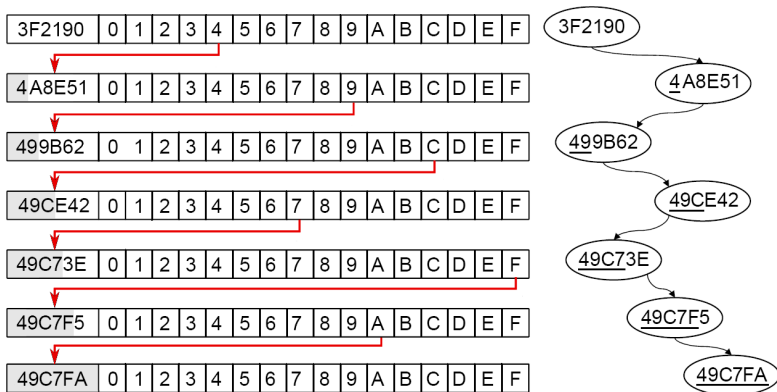 3F2190 0 1 2 3 4 5 6 7 8 9 A B C D E F
3F2190
4A8E51 0 1 2 3 4 5 6 7 8 9 A B C D E F
4A8E51
499B62 0 1 2 3 4 5 6 7 8 9 A B C D E F
499B62
49CE42 0 1 2 3 4 5 6 7 8 9 A B C D E F
49CE42
49C73E 0 1 2 3 4 5 6 7 8 9 A B C D E F
49C73E
49C7F5 0 1 2 3 4 5 6 7 8 9 A B C D E F
49C7F5
49C7FA 0 1 2 3 4 5 6 7 8 9 A B C D E F
49C7FA